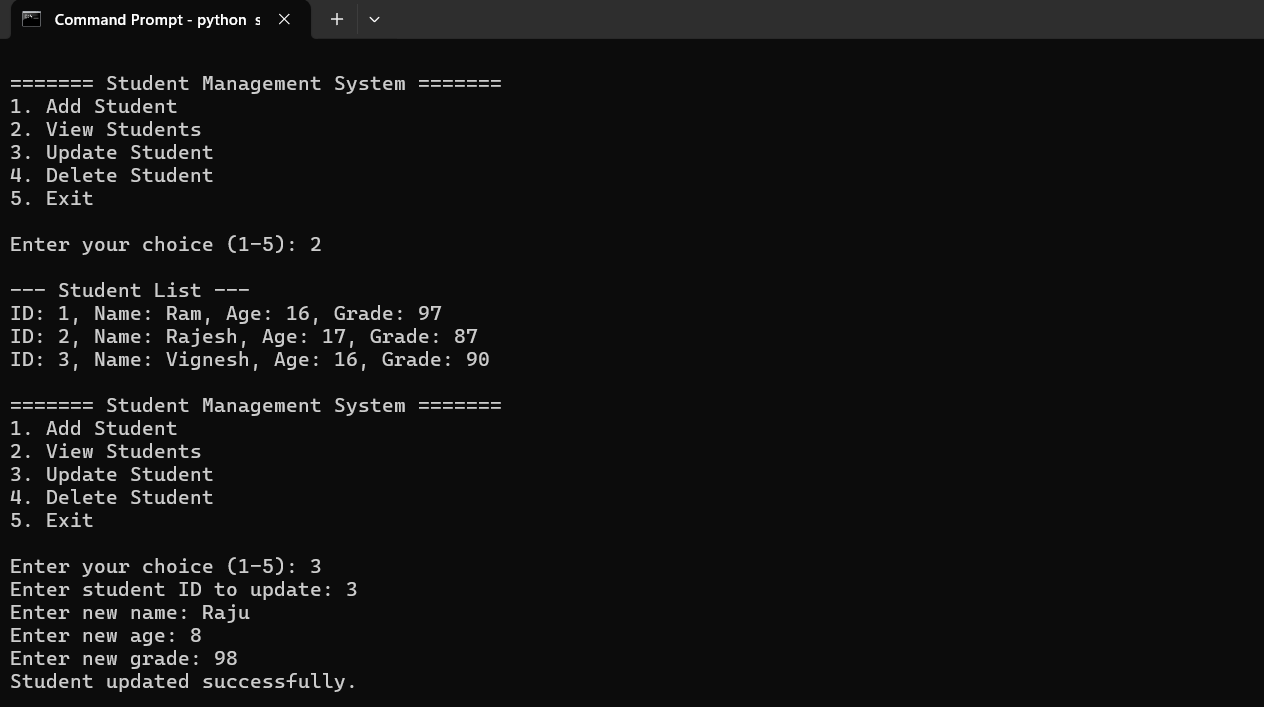 Command Prompt - python s
======= Student Management System =======
1. Add Student
2. View Students
3. Update Student
4. Delete Student
5. Exit
Enter your choice (1-5): 2
--- Student List ---
ID: 1, Name: Ram, Age: 16, Grade: 97
ID: 2, Name: Rajesh, Age: 17, Grade: 87
ID: 3, Name: Vignesh, Age: 16, Grade: 90
======= Student Management System =======
1. Add Student
2. View Students
3. Update Student
4. Delete Student
5. Exit
Enter your choice (1-5): 3
Enter student ID to update: 3
Enter new name: Raju
Enter new age: 8
Enter new grade: 98
Student updated successfully.